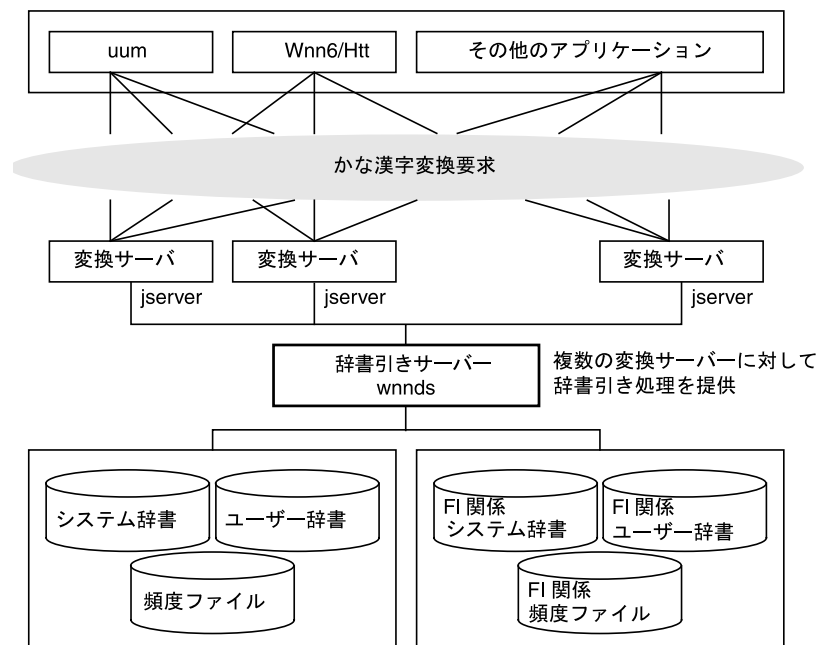 uum
Wnn6/Htt
その他のアプリケーション
かな漢字変換要求
変換サーバ
変換サーバ
変換サーバ
jserver
jserver
jserver
辞書引きサーバー
wnnds
複数の変換サーバーに対して
辞書引き処理を提供
システム辞書
ユーザー辞書
頻度ファイル
FI 関係
システム辞書
FI 関係
ユーザー辞書
FI 関係
頻度ファイル